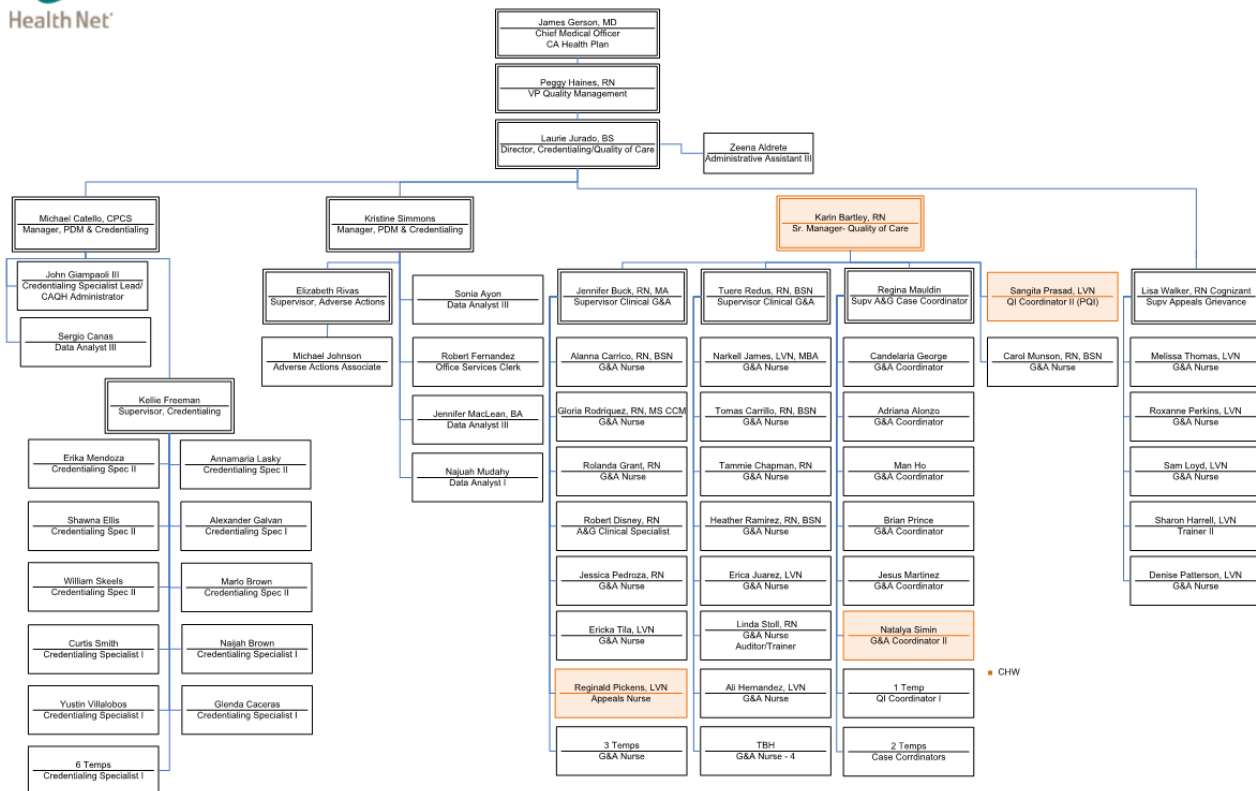 Health Net
James Gerson, MD
Chief Medical Officer
CA Health Plan
Peggy Haines, RN
VP Quality Management
Laurie Jurado, BS
Director, Credentialing/Quality of Care
Zeena Aldrete
Administrative Assistant III
Michael Catello, CPCS
Manager, PDM & Credentialing
Kristine Simmons
Manager, PDM & Credentialing
Karin Bartley, RN
Sr. Manager- Quality of Care
John Giampaoli III
Credentialing Specialist Lead/
CAQH Administrator
Sergio Canas
Data Analyst III
Kellie Freeman
Supervisor, Credentialing
Erika Mendoza
Credentialing Spec II
Annamaria Lasky
Credentialing Spec II
Shawna Ellis
Credentialing Spec II
Alexander Galvan
Credentialing Spec I
William Skeels
Credentialing Spec II
Marlo Brown
Credentialing Spec II
Curtis Smith
Credentialing Specialist I
Naijah Brown
Credentialing Specialist I
Yustin Villalobos
Credentialing Specialist I
Glenda Caceras
Credentialing Specialist I
6 Temps
Credentialing Specialist I
Elizabeth Rivas
Supervisor, Adverse Actions
Michael Johnson
Adverse Actions Associate
Sonia Ayon
Data Analyst III
Robert Fernandez
Office Services Clerk
Jennifer MacLean, BA
Data Analyst III
Najuah Mudahy
Data Analyst I
Jennifer Buck, RN, MA
Supervisor Clinical G&A
Alanna Carrico, RN, BSN
G&A Nurse
Gloria Rodriquez, RN, MS CCM
G&A Nurse
Rolanda Grant, RN
G&A Nurse
Robert Disney, RN
A&G Clinical Specialist
Jessica Pedroza, RN
G&A Nurse
Ericka Tila, LVN
G&A Nurse
Reginald Pickens, LVN
Appeals Nurse
3 Temps
G&A Nurse
Tuere Redus, RN, BSN
Supervisor Clinical G&A
Narkell James, LVN, MBA
G&A Nurse
Tomas Carrillo, RN, BSN
G&A Nurse
Tammie Chapman, RN
G&A Nurse
Heather Ramirez, RN, BSN
G&A Nurse
Erica Juarez, LVN
G&A Nurse
Linda Stoll, RN
G&A Nurse
Auditor/Trainer
Ali Hernandez, LVN
G&A Nurse
TBH
G&A Nurse - 4
Regina Mauldin
Supv A&G Case Coordinator
Candelaria George
G&A Coordinator
Adriana Alonzo
G&A Coordinator
Man Ho
G&A Coordinator
Brian Prince
G&A Coordinator
Jesus Martinez
G&A Coordinator
Natalya Simin
G&A Coordinator II
1 Temp
QI Coordinator I
2 Temps
Case Corrdinators
Sangita Prasad, LVN
QI Coordinator II (PQI)
Carol Munson, RN, BSN
G&A Nurse
Lisa Walker, RN Cognizant
Supv Appeals Grievance
Melissa Thomas, LVN
G&A Nurse
Roxanne Perkins, LVN
G&A Nurse
Sam Loyd, LVN
G&A Nurse
Sharon Harrell, LVN
Trainer II
Denise Patterson, LVN
G&A Nurse
CHW